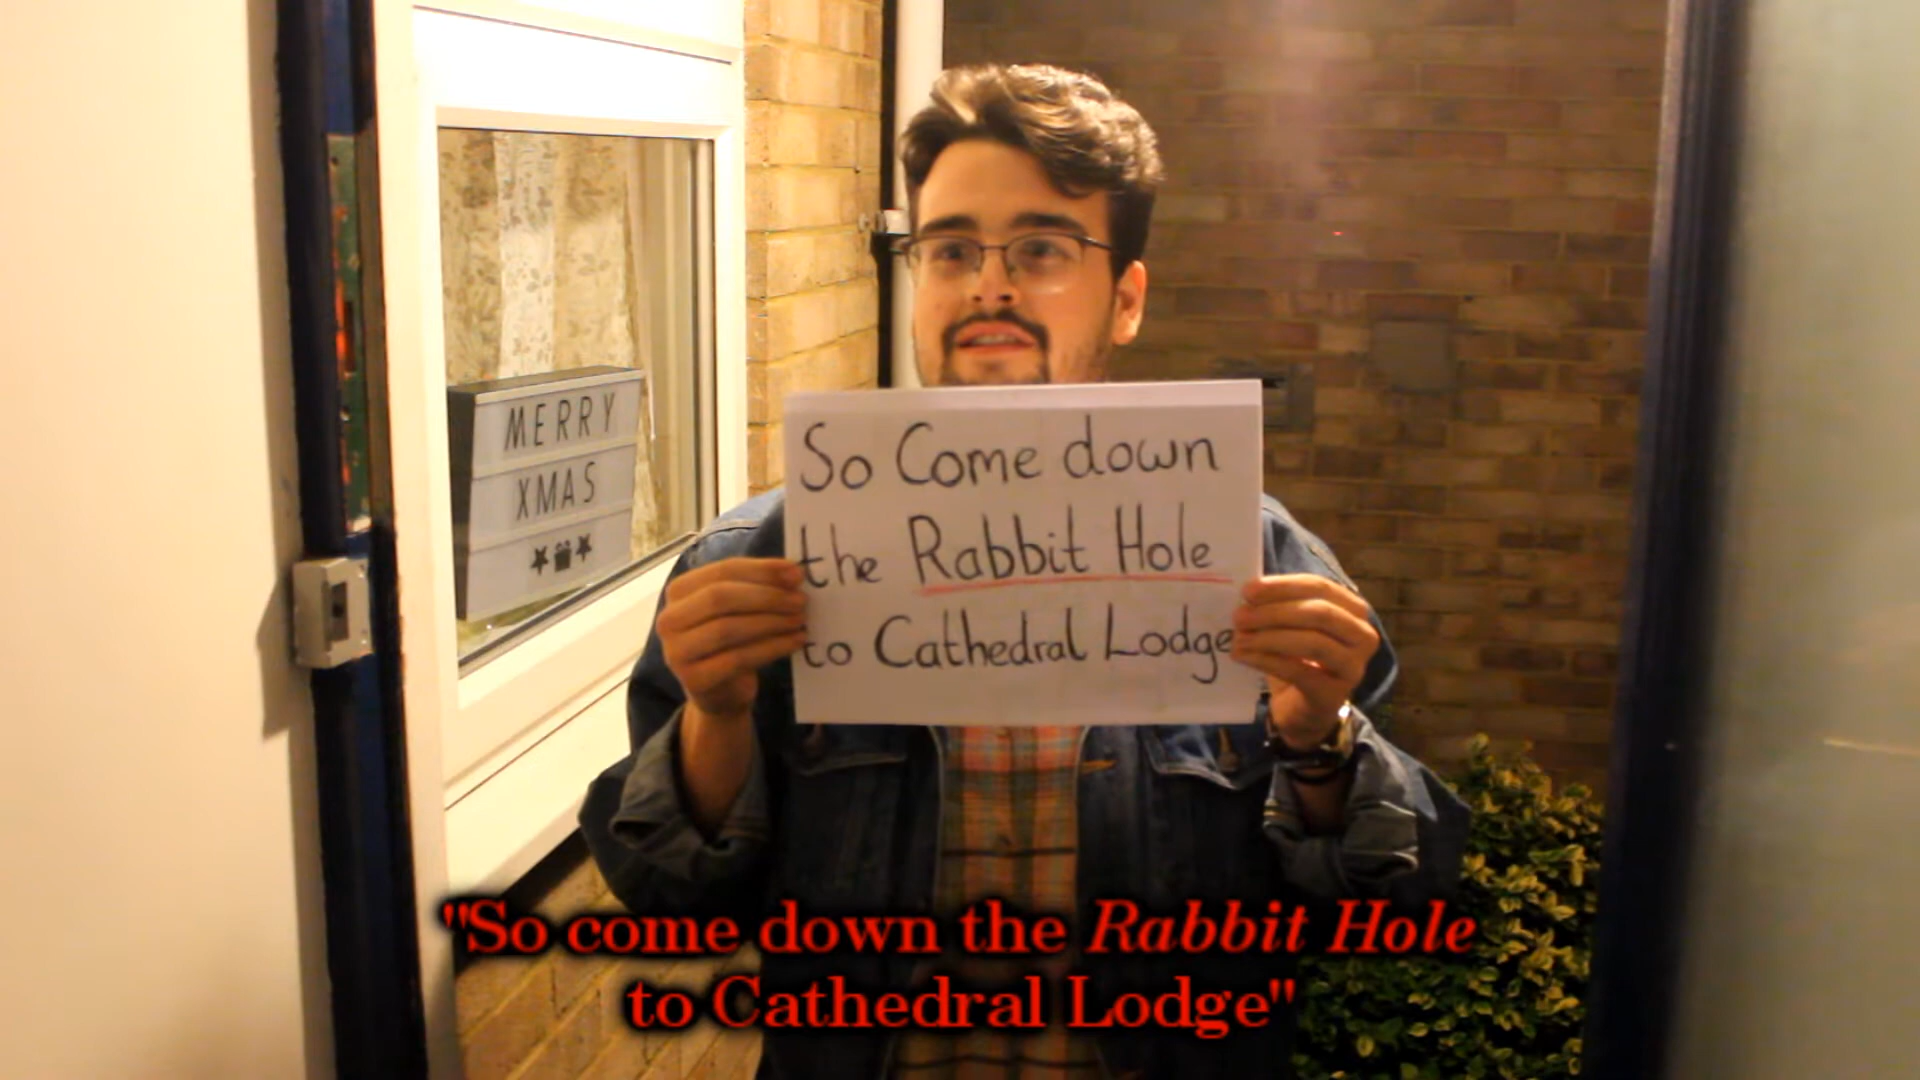 MERRY
XMAS
So Come down
the Rabbit Hole
to Cathedral Lodge
"So come down the Rabbit Hole
to Cathedral Lodge"